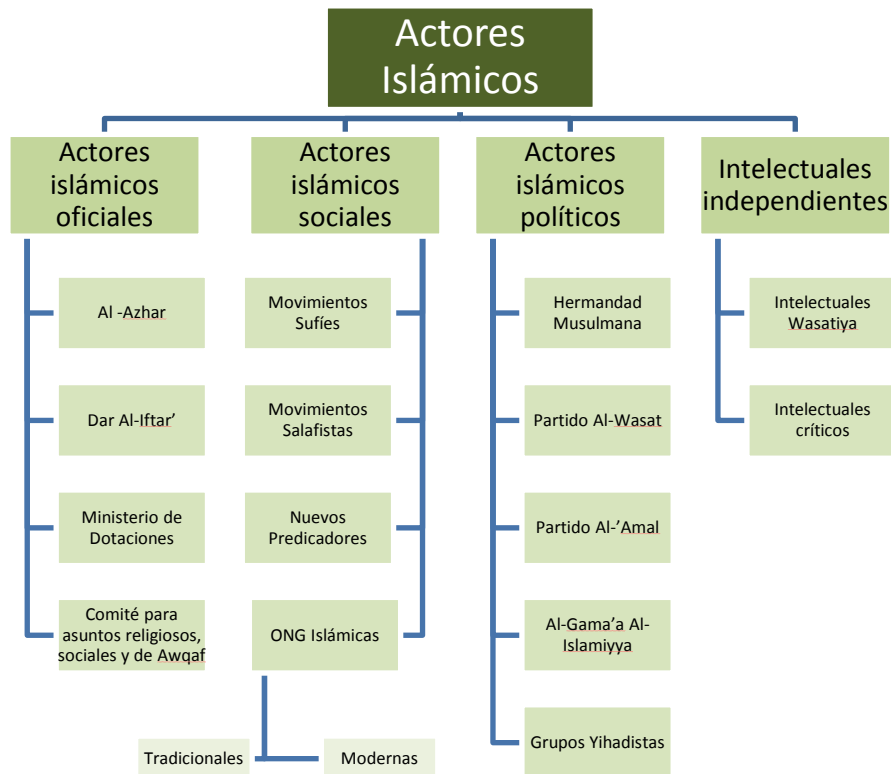 Actores
Islámicos
Actores
islámicos
oficiales
Al -Azhar
Dar Al-Iftar’
Ministerio de
Dotaciones
Comité para
asuntos religiosos,
sociales y de Awqaf
Actores
islámicos
sociales
Movimientos
Sufíes
Movimientos
Salafistas
Nuevos
Predicadores
ONG Islámicas
Tradicionales
Modernas
Actores
islámicos
políticos
Hermandad
Musulmana
Partido Al-Wasat
Partido Al-’Amal
Al-Gama’a Al-
Islamiyya
Grupos Yihadistas
Intelectuales
independientes
Intelectuales
Wasatiya
Intelectuales
críticos